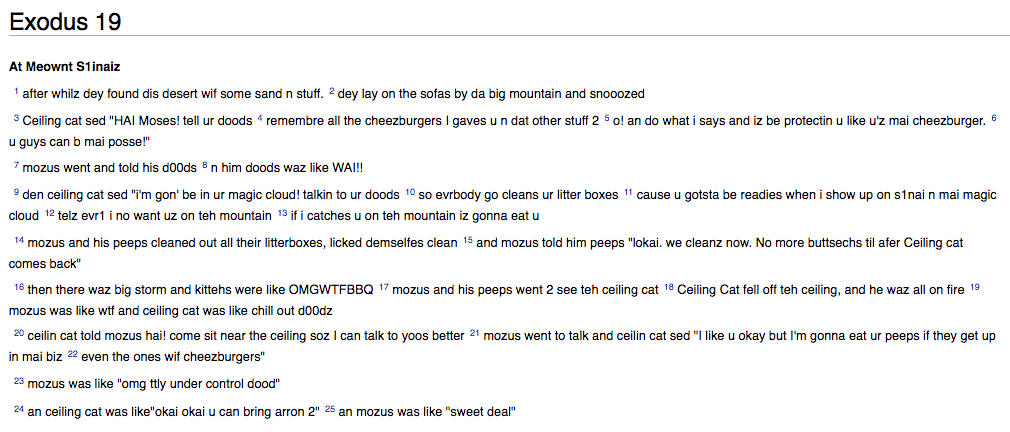 Exodus 19
At Meownt S1inaiz
1 after whilz dey found dis desert wif some sand n stuff. 2 dey lay on the sofas by da big mountain and snooozed
3 Ceiling cat sed "HAI Moses! tell ur doods 4 remembre all the cheezburgers I gaves u n dat other stuff 2 5 o! an do what i says and iz be protectin u like u'z mai cheezburger. 6
u guys can b mai posse!"
7 mozus went and told his d00ds 8 n him doods waz like WAI!!
9 den ceiling cat sed "i'm gon' be in ur magic cloud! talkin to ur doods 10 so evrbody go cleans ur litter boxes 11 cause u gotsta be readies when i show up on s1nai n mai magic
cloud 12 telz evr1 i no want uz on teh mountain 13 if i catches u on teh mountain iz gonna eat u
14 mozus and his peeps cleaned out all their litterboxes, licked demselfes clean 15 and mozus told him peeps "lokai. we cleanz now. No more buttsechs til afer Ceiling cat
comes back"
16 then there waz big storm and kittehs were like OMGWTFBBQ 17 mozus and his peeps went 2 see teh ceiling cat 18 Ceiling Cat fell off teh ceiling, and he waz all on fire 19
mozus was like wtf and ceiling cat was like chill out d00dz
20 ceilin cat told mozus hai! come sit near the ceiling soz I can talk to yoos better 21 mozus went to talk and ceilin cat sed "I like u okay but I'm gonna eat ur peeps if they get up
in mai biz 22 even the ones wif cheezburgers"
23 mozus was like "omg ttly under control dood"
24 an ceiling cat was like"okai okai u can bring arron 2" 25 an mozus was like "sweet deal"